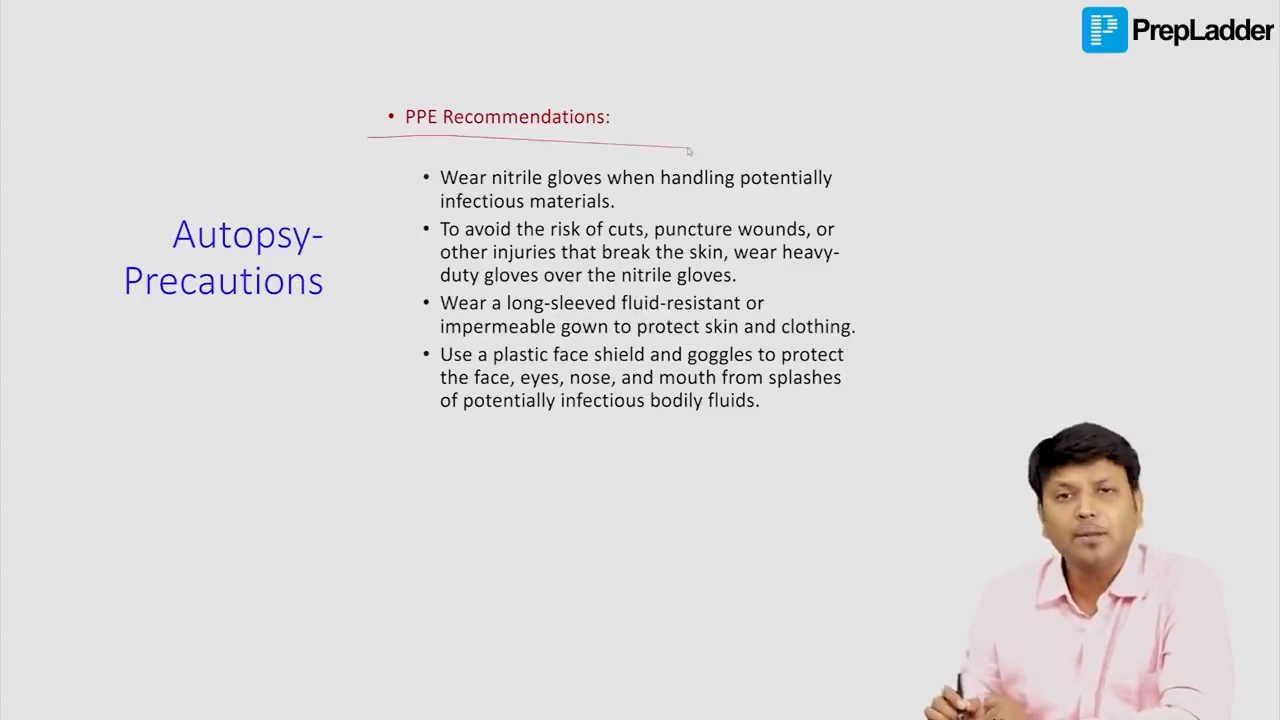 PrepLadder
• PPE Recommendations:
• Wear nitrile gloves when handling potentially
infectious materials.
• To avoid the risk of cuts, puncture wounds, or
other injuries that break the skin, wear heavy-
duty gloves over the nitrile gloves.
• Wear a long-sleeved fluid-resistant or
impermeable gown to protect skin and clothing.
• Use a plastic face shield and goggles to protect
the face, eyes, nose, and mouth from splashes
of potentially infectious bodily fluids.
Autopsy-
Precautions